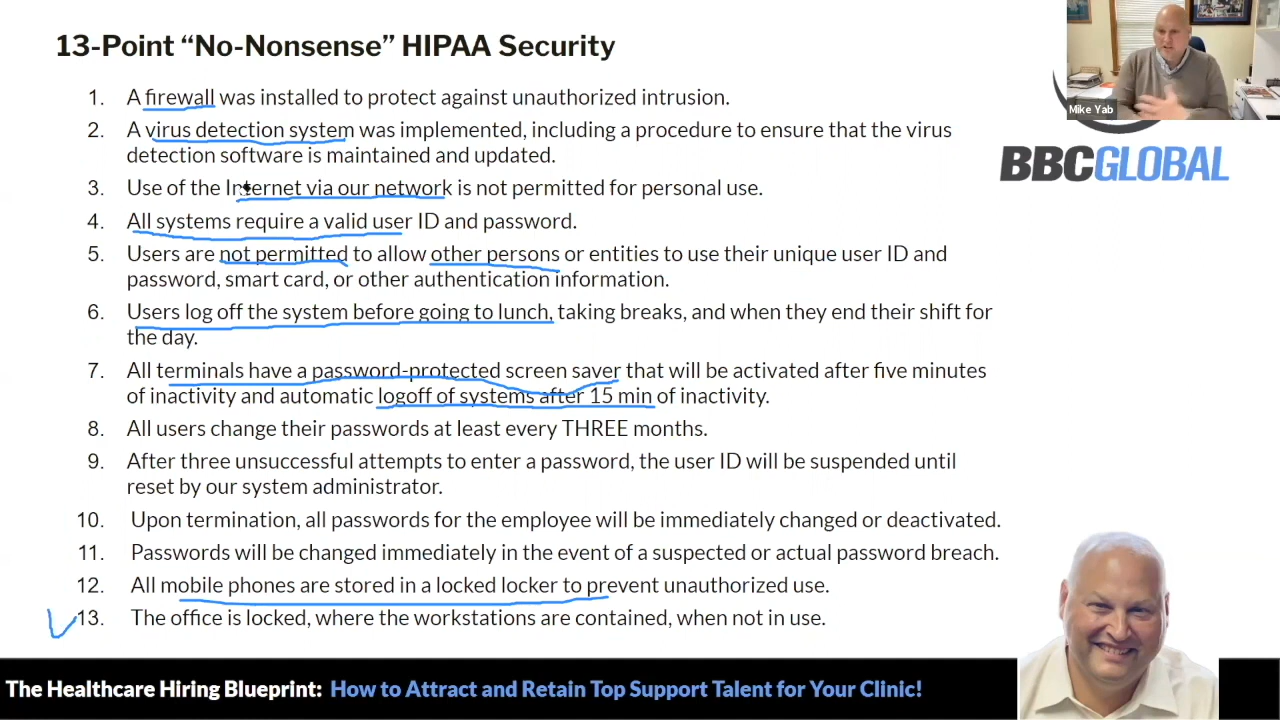 13-Point “No-Nonsense” HIPAA Security
Mike Yab
BBCGLOBAL
1. A firewall was installed to protect against unauthorized intrusion.
2. A virus detection system was implemented, including a procedure to ensure that the virus
detection software is maintained and updated.
3. Use of the Internet via our network is not permitted for personal use.
4. All systems require a valid user ID and password.
5. Users are not permitted to allow other persons or entities to use their unique user ID and
password, smart card, or other authentication information.
6. Users log off the system before going to lunch, taking breaks, and when they end their shift for
the day.
7. All terminals have a password-protected screen saver that will be activated after five minutes
of inactivity and automatic logoff of systems after 15 min of inactivity.
8. All users change their passwords at least every THREE months.
9. After three unsuccessful attempts to enter a password, the user ID will be suspended until
reset by our system administrator.
10. Upon termination, all passwords for the employee will be immediately changed or deactivated.
11. Passwords will be changed immediately in the event of a suspected or actual password breach.
12. All mobile phones are stored in a locked locker to prevent unauthorized use.
13. The office is locked, where the workstations are contained, when not in use.
The Healthcare Hiring Blueprint: How to Attract and Retain Top Support Talent for Your Clinic!